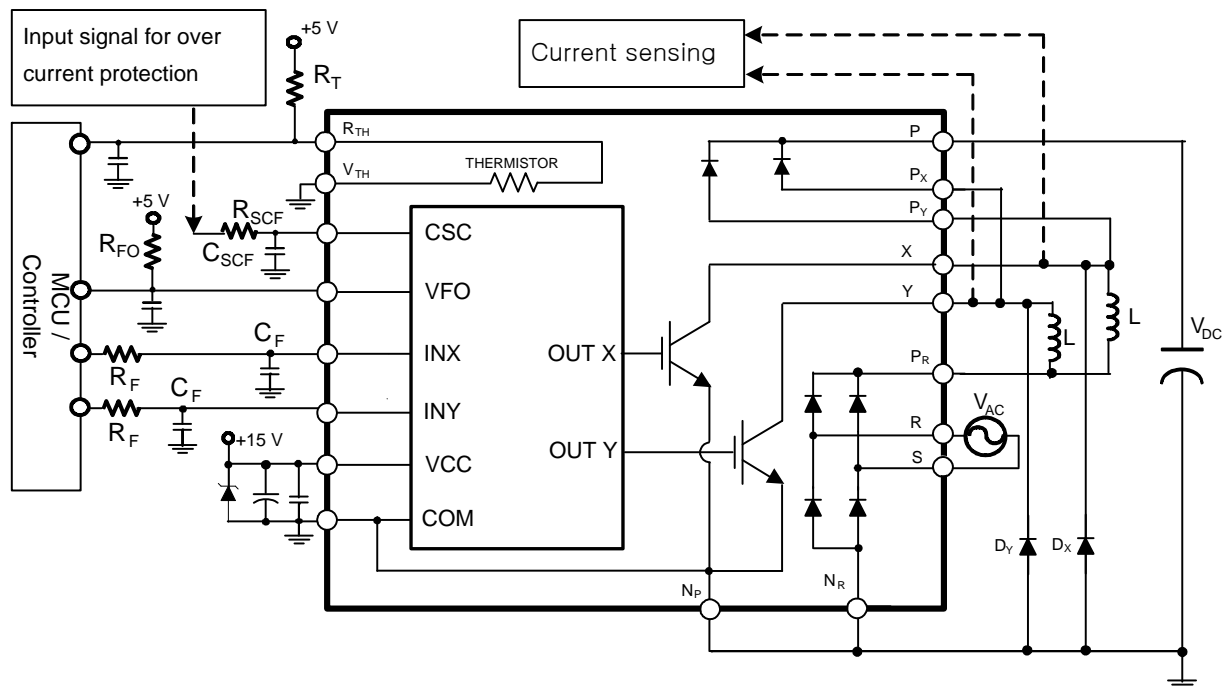 Input signal for over
current protection
+5 V
R_T
Current sensing
MCU /
Controller
R_TH
V_TH
THERMISTOR
+5 V
R_SCF
C_SCF
R_FO
CSC
VFO
INX
INY
VCC
COM
OUT X
OUT Y
C_F
R_F
C_F
R_F
+15 V
P
P_X
P_Y
X
Y
P_R
R
S
N_P
N_R
L
L
V_AC
V_DC
D_Y
D_X